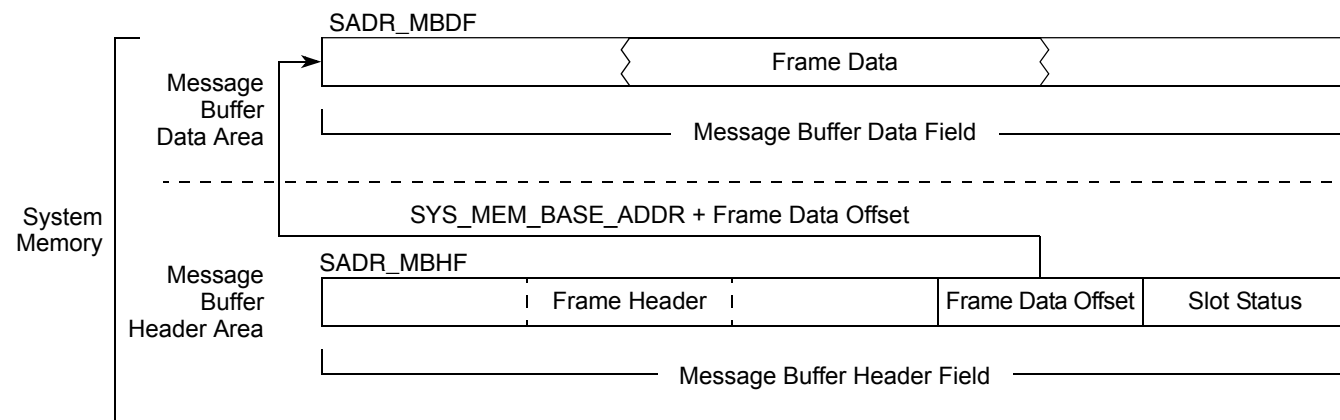 SADR_MBDF
Frame Data
Message
Buffer
Data Area
Message Buffer Data Field
System
Memory
SYS_MEM_BASE_ADDR + Frame Data Offset
SADR_MBHF
Message
Buffer
Header Area
Frame Header
Frame Data Offset
Slot Status
Message Buffer Header Field